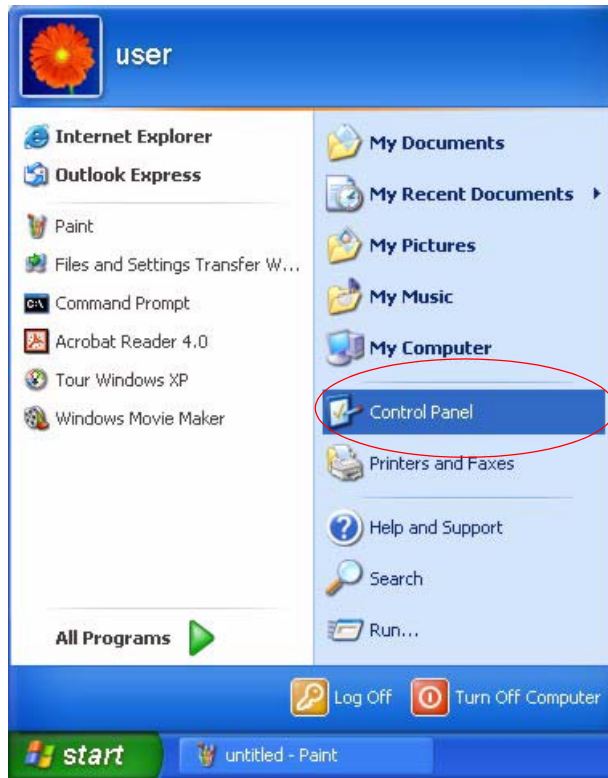 user
Internet Explorer
Outlook Express
Paint
Files and Settings Transfer W...
Command Prompt
Acrobat Reader 4.0
Tour Windows XP
Windows Movie Maker
All Programs
My Documents
My Recent Documents
My Pictures
My Music
My Computer
Control Panel
Printers and Faxes
Help and Support
Search
Run...
Log Off
Turn Off Computer
start
untitled - Paint